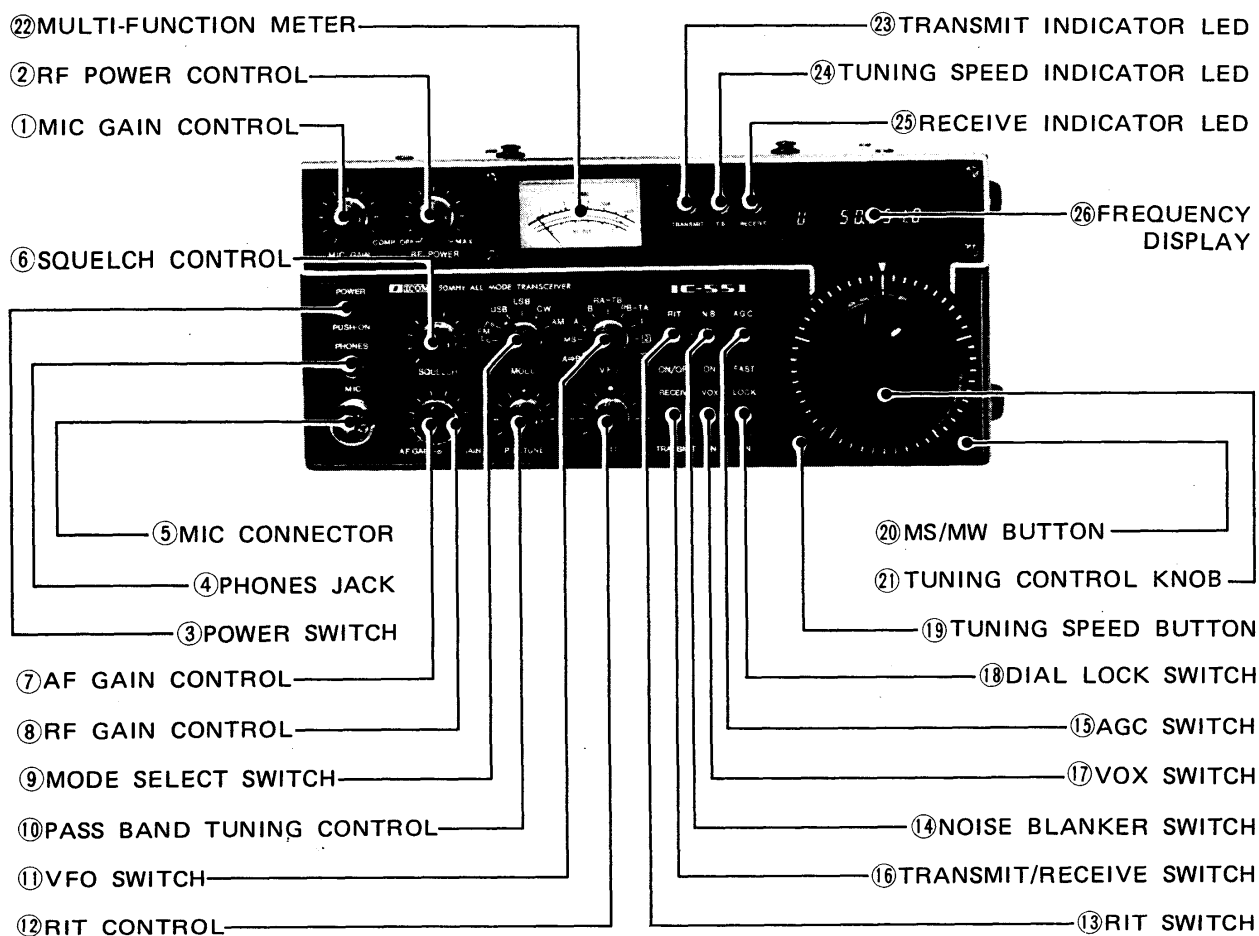 ㉒MULTI-FUNCTION METER
②RF POWER CONTROL
①MIC GAIN CONTROL
⑥SQUELCH CONTROL
㉓TRANSMIT INDICATOR LED
㉔TUNING SPEED INDICATOR LED
㉕RECEIVE INDICATOR LED
㉖FREQUENCY
DISPLAY
TRANSMIT T.S RECEIVE
MIC GAIN RF POWER
MAX
POWER
PUSH-ON
PHONES
MIC
ICOM 50MHz ALL MODE TRANSCEIVER
IC-551
USB LSB CW AM
SQUELCH MODE VFO
RIT NB AGC
ON/OFF ON FAST
VOX LOCK
AF GAIN
TRANSMIT
⑤MIC CONNECTOR
④PHONES JACK
③POWER SWITCH
⑦AF GAIN CONTROL
⑧RF GAIN CONTROL
⑨MODE SELECT SWITCH
⑩PASS BAND TUNING CONTROL
⑪VFO SWITCH
⑫RIT CONTROL
⑳MS/MW BUTTON
㉑TUNING CONTROL KNOB
⑲TUNING SPEED BUTTON
⑱DIAL LOCK SWITCH
⑮AGC SWITCH
⑰VOX SWITCH
⑭NOISE BLANKER SWITCH
⑯TRANSMIT/RECEIVE SWITCH
⑬RIT SWITCH